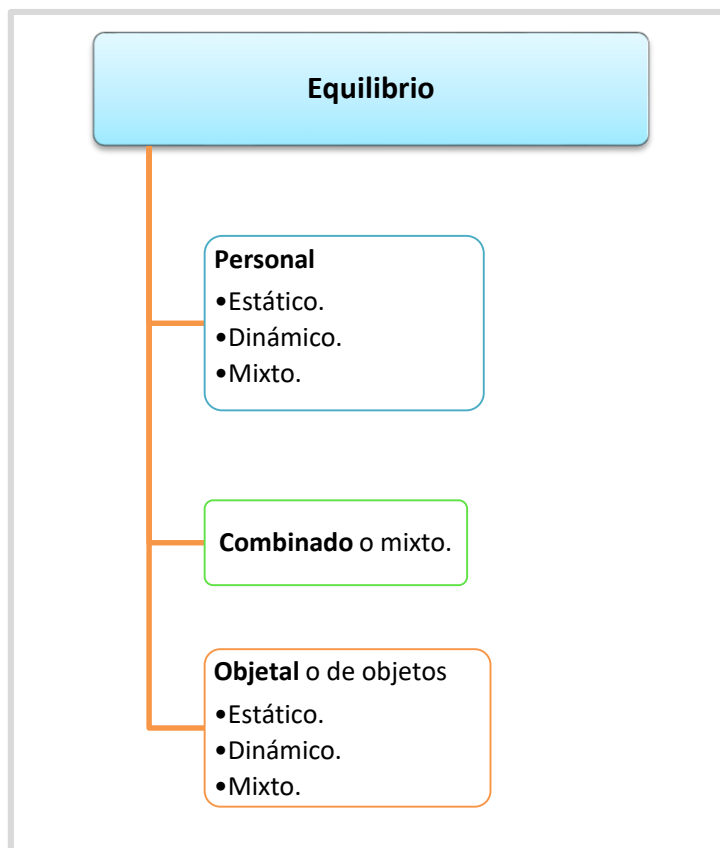 Equilibrio
Personal
•Estático.
•Dinámico.
•Mixto.
Combinado o mixto.
Objetal o de objetos
•Estático.
•Dinámico.
•Mixto.